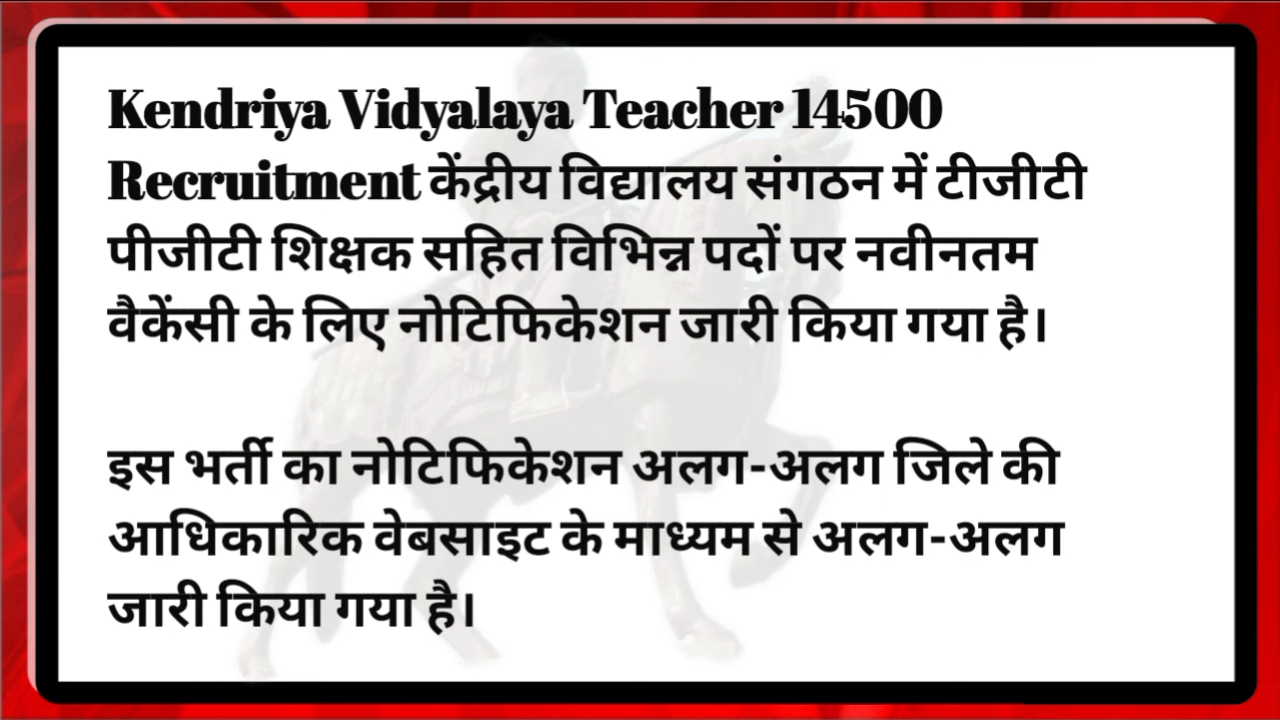 Kendriya Vidyalaya Teacher 14500
Recruitment केंद्रीय विद्यालय संगठन में टीजीटी
पीजीटी शिक्षक सहित विभिन्न पदों पर नवीनतम
वैकेंसी के लिए नोटिफिकेशन जारी किया गया है।
इस भर्ती का नोटिफिकेशन अलग-अलग जिले की
आधिकारिक वेबसाइट के माध्यम से अलग-अलग
जारी किया गया है।